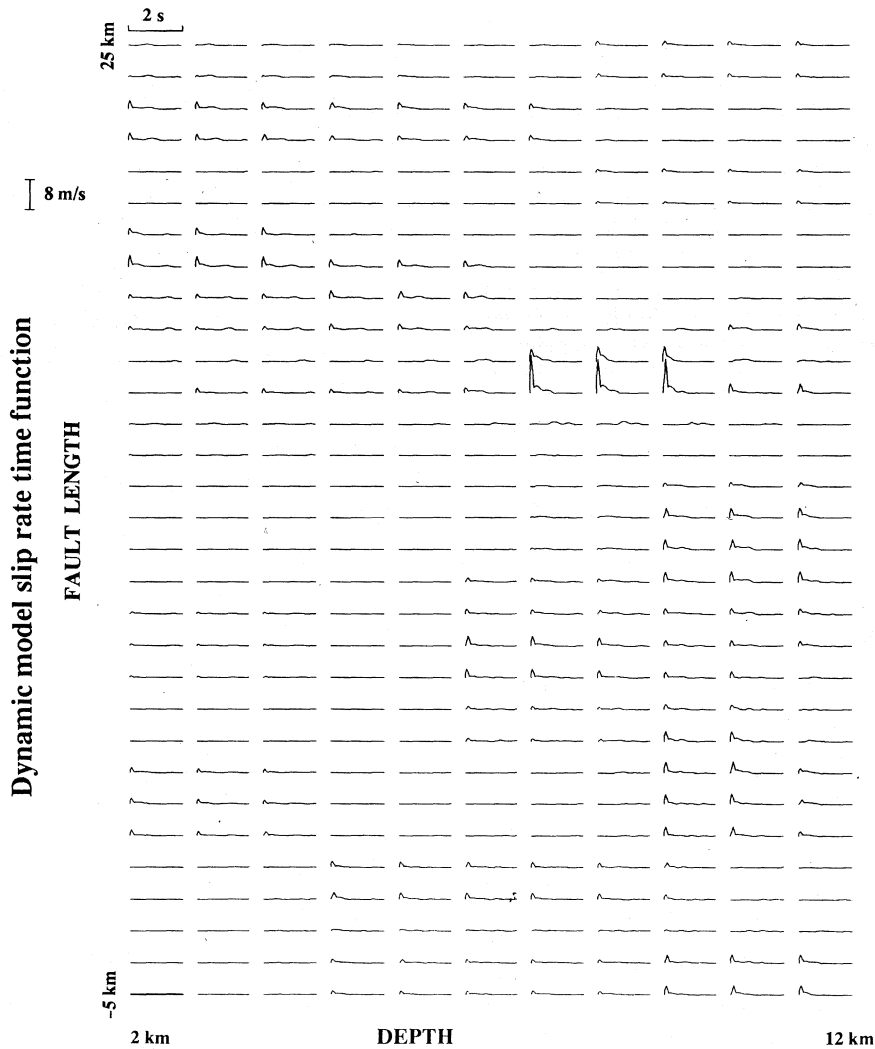 2 s
25 km
8 m/s
Dynamic model slip rate time function
FAULT LENGTH
-5 km
2 km
DEPTH
12 km